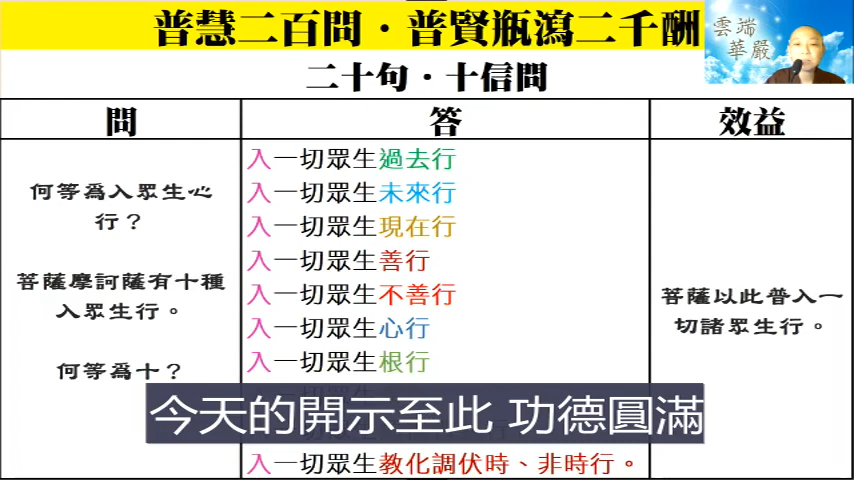 普慧二百問．普賢瓶瀉二千酬
雲端
華嚴
二十句．十信問
問
答
效益
何等為入眾生心
行？
菩薩摩訶薩有十種
入眾生行。
何等為十？
入一切眾生過去行
入一切眾生未來行
入一切眾生現在行
入一切眾生善行
入一切眾生不善行
入一切眾生心行
入一切眾生根行
入一切眾生教化調伏時、非時行。
菩薩以此普入一
切諸眾生行。
今天的開示至此 功德圓滿